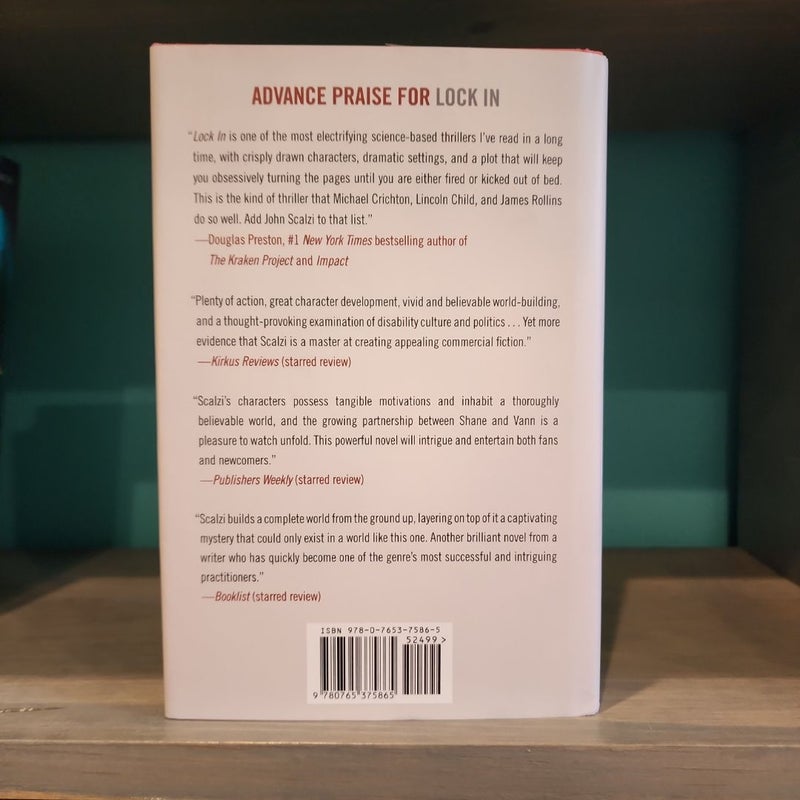 ADVANCE PRAISE FOR LOCK IN
“Lock In is one of the most electrifying science-based thrillers I’ve read in a long
time, with crisply drawn characters, dramatic settings, and a plot that will keep
you obsessively turning the pages until you are either fired or kicked out of bed.
This is the kind of thriller that Michael Crichton, Lincoln Child, and James Rollins
do so well. Add John Scalzi to that list.”
—Douglas Preston, #1 New York Times bestselling author of
The Kraken Project and Impact
“Plenty of action, great character development, vivid and believable world-building,
and a thought-provoking examination of disability culture and politics . . . Yet more
evidence that Scalzi is a master at creating appealing commercial fiction.”
—Kirkus Reviews (starred review)
“Scalzi’s characters possess tangible motivations and inhabit a thoroughly
believable world, and the growing partnership between Shane and Vann is a
pleasure to watch unfold. This powerful novel will intrigue and entertain both fans
and newcomers.”
—Publishers Weekly (starred review)
“Scalzi builds a complete world from the ground up, layering on top of it a captivating
mystery that could only exist in a world like this one. Another brilliant novel from a
writer who has quickly become one of the genre’s most successful and intriguing
practitioners.”
—Booklist (starred review)
ISBN 978-0-7653-7586-5
52499 >
9 780765 375865